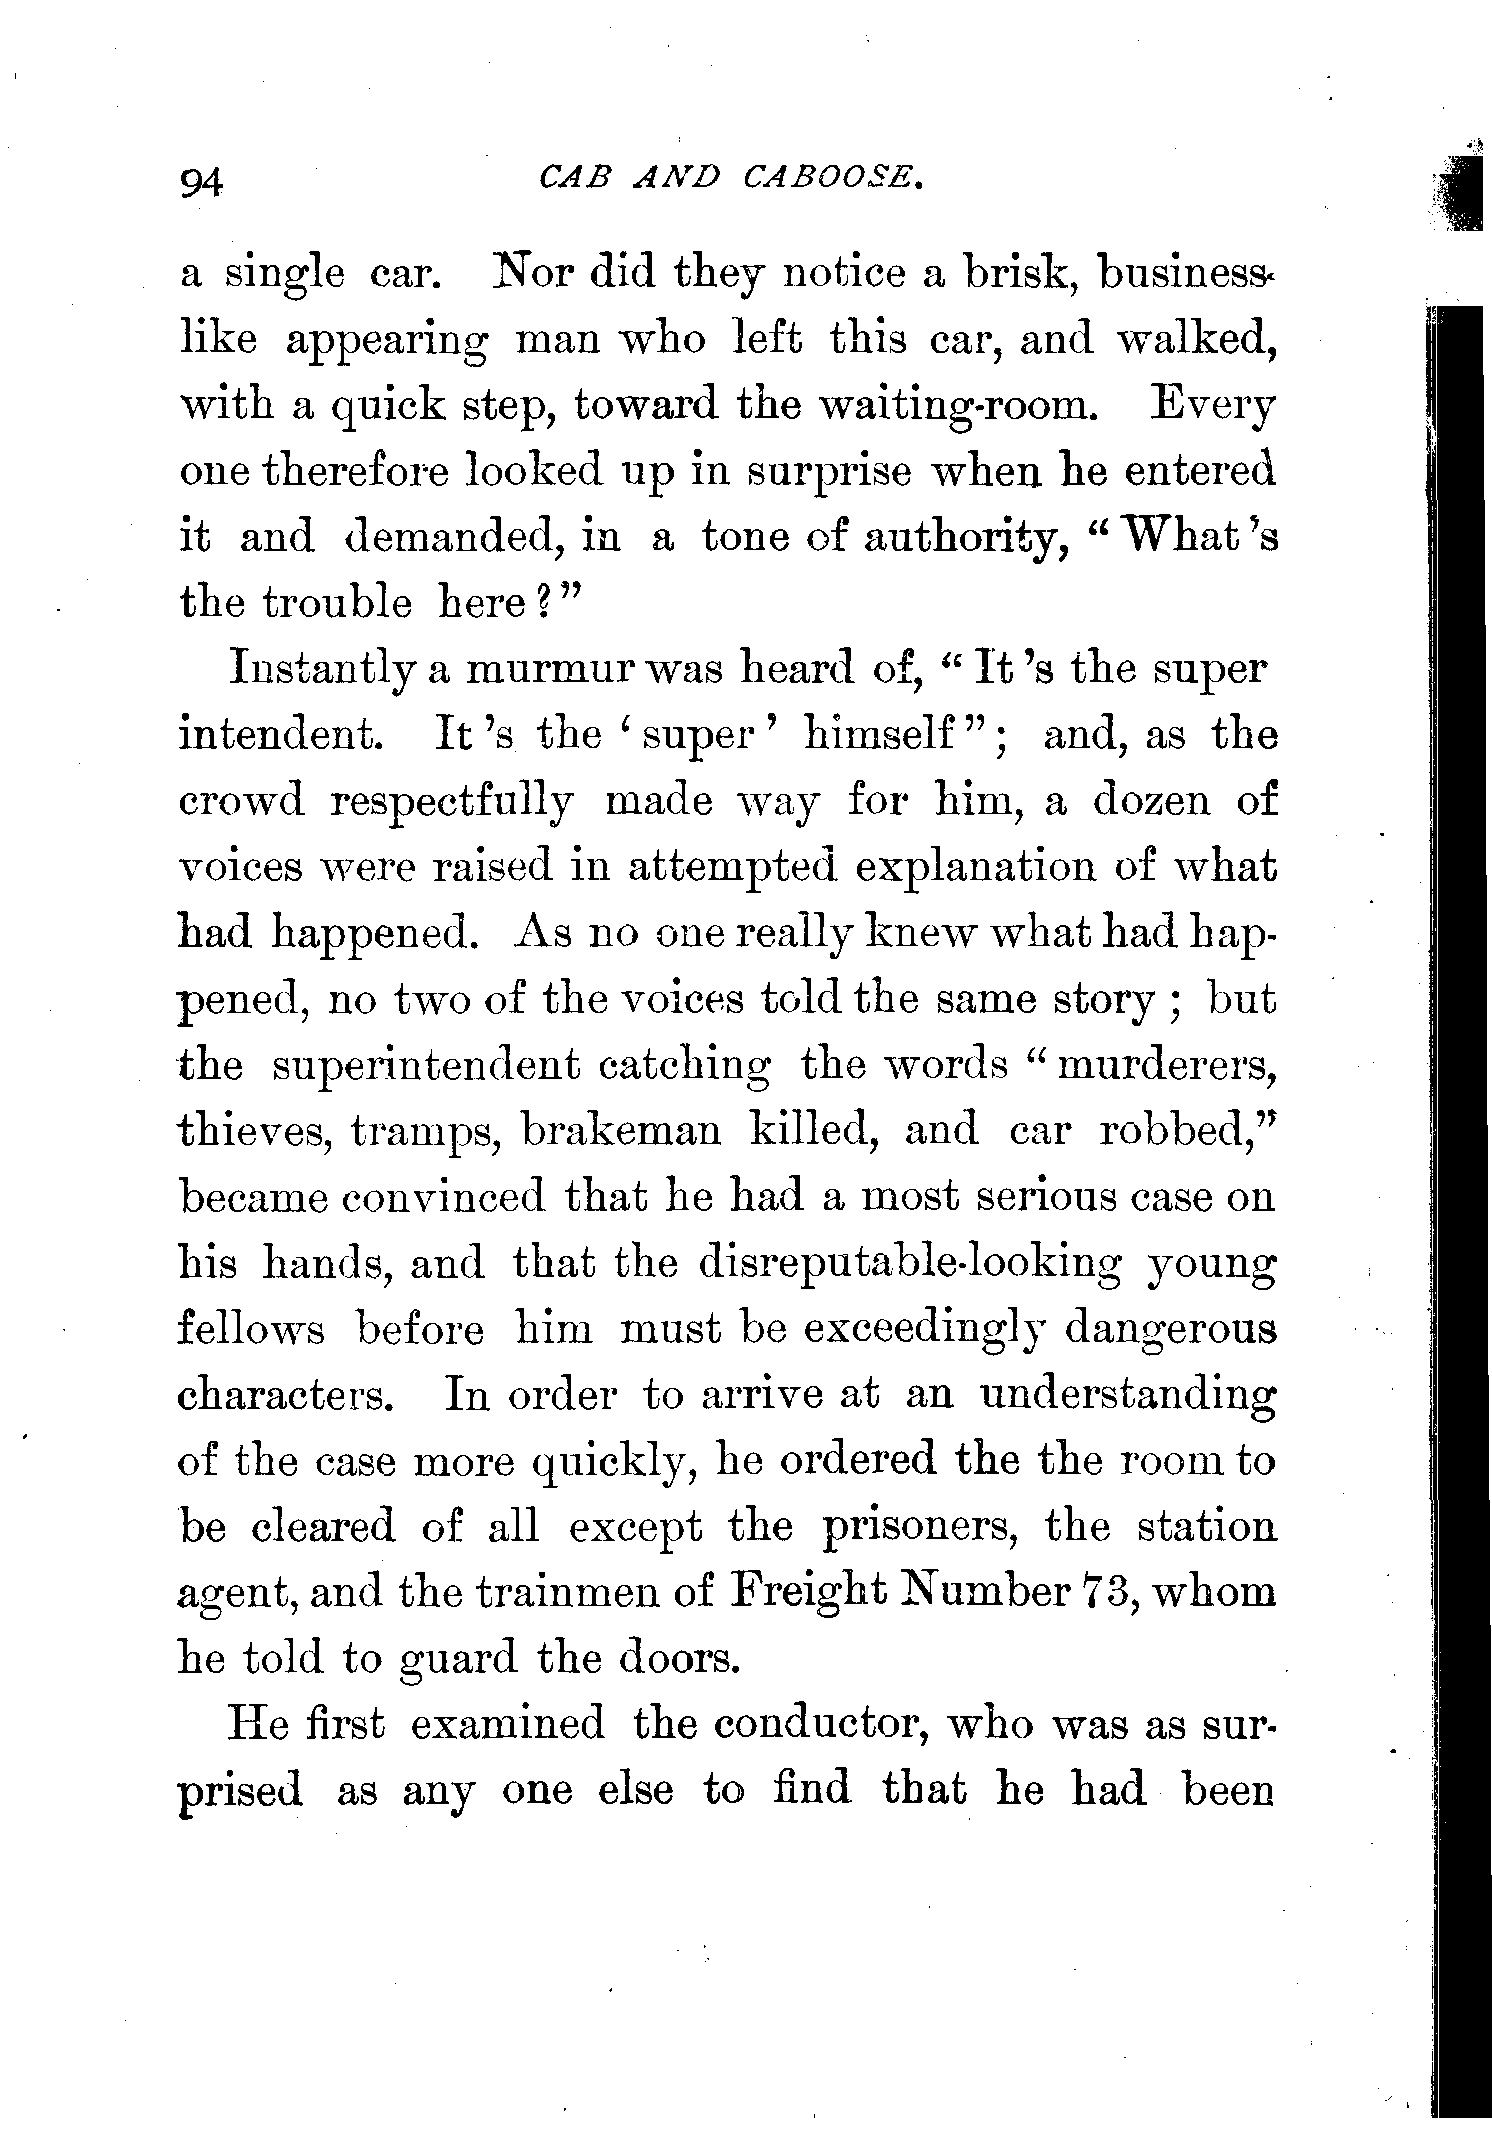 94 CAB AND CABOOSE.
a single car. Nor did they notice a brisk, business-
like appearing man who left this car, and walked,
with a quick step, toward the waiting-room. Every
one therefore looked up in surprise when he entered
it and demanded, in a tone of authority, “ What 's
the trouble here ? ”
Instantly a murmur was heard of, “ It 's the super
intendent. It 's the ‘ super ’ himself ” ; and, as the
crowd respectfully made way for him, a dozen of
voices were raised in attempted explanation of what
had happened. As no one really knew what had hap-
pened, no two of the voices told the same story ; but
the superintendent catching the words “ murderers,
thieves, tramps, brakeman killed, and car robbed,”
became convinced that he had a most serious case on
his hands, and that the disreputable-looking young
fellows before him must be exceedingly dangerous
characters. In order to arrive at an understanding
of the case more quickly, he ordered the the room to
be cleared of all except the prisoners, the station
agent, and the trainmen of Freight Number 73, whom
he told to guard the doors.
He first examined the conductor, who was as sur-
prised as any one else to find that he had been